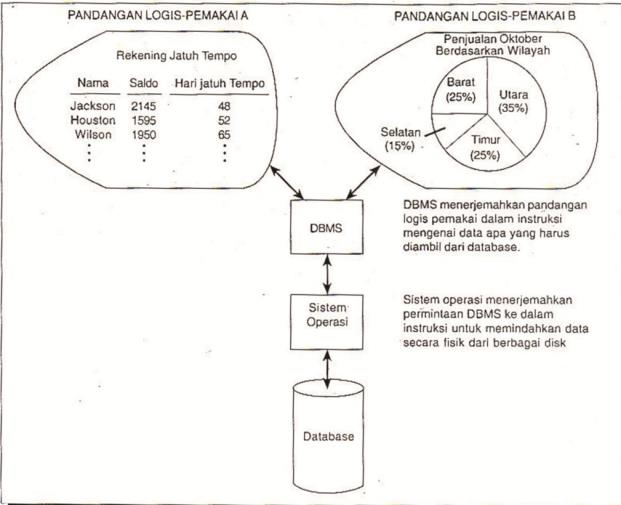 PANDANGAN LOGIS-PEMAKAI A
Rekening Jatuh Tempo
Nama Saldo Hari jatuh Tempo
Jackson 2145 48
Houston 1595 52
Wilson 1950 65
PANDANGAN LOGIS-PEMAKAI B
Penjualan Oktober
Berdasarkan Wilayah
Barat
(25%)
Utara
(35%)
Selatan
(15%)
Timur
(25%)
DBMS
DBMS menerjemahkan pandangan
logis pemakai dalam instruksi
mengenai data apa yang harus
diambil dari database.
Sistem
Operasi
Sistem operasi menerjemahkan
permintaan DBMS ke dalam
instruksi untuk memindahkan data
secara fisik dari berbagai disk
Database